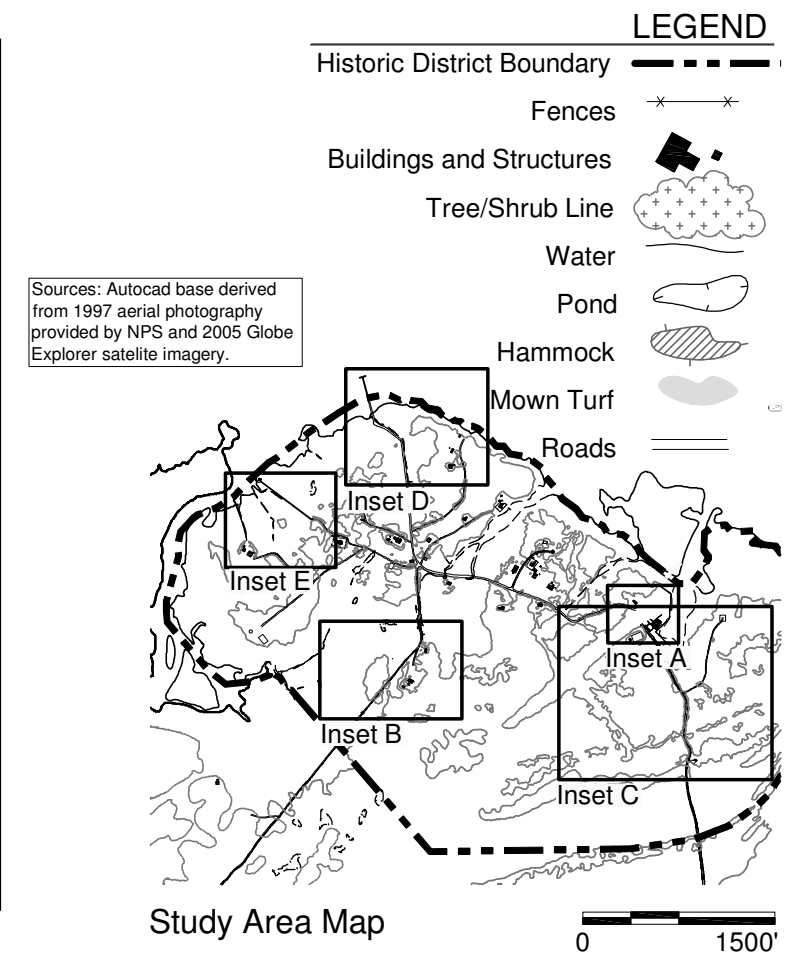 LEGEND
Historic District Boundary
Fences
Buildings and Structures
Tree/Shrub Line
Water
Pond
Hammock
Mown Turf
Roads
Sources: Autocad base derived
from 1997 aerial photography
provided by NPS and 2005 Globe
Explorer satelite imagery.
Inset D
Inset E
Inset A
Inset B
Inset C
Study Area Map
0 1500'